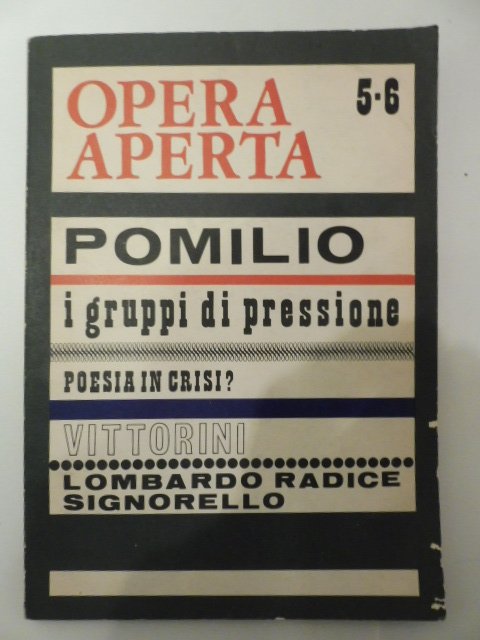 OPERA
APERTA
5-6
POMILIO
i gruppi di pressione
POESIA IN CRISI?
VITTORINI
LOMBARDO RADICE
SIGNORELLO